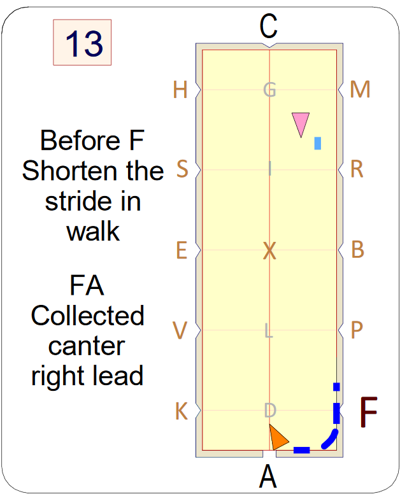 13
C
H
G
M
Before F
Shorten the
stride in
walk
S
I
R
E
X
B
FA
Collected
canter
right lead
V
L
P
K
D
F
A